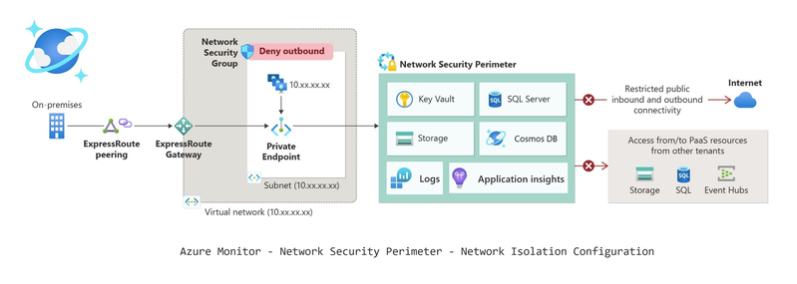 Network
Security
Group
Deny outbound
10.xx.xx.xx
On-premises
ExpressRoute
peering
ExpressRoute
Gateway
Private
Endpoint
Subnet (10.xx.xx.xx)
Virtual network (10.xx.xx.xx)
Network Security Perimeter
Key Vault
SQL
SQL Server
Storage
Cosmos DB
Logs
Application insights
Restricted public
inbound and outbound
connectivity
Internet
Access from/to PaaS resources
from other tenants
SQL
Storage
SQL
Event Hubs
Azure Monitor - Network Security Perimeter - Network Isolation Configuration